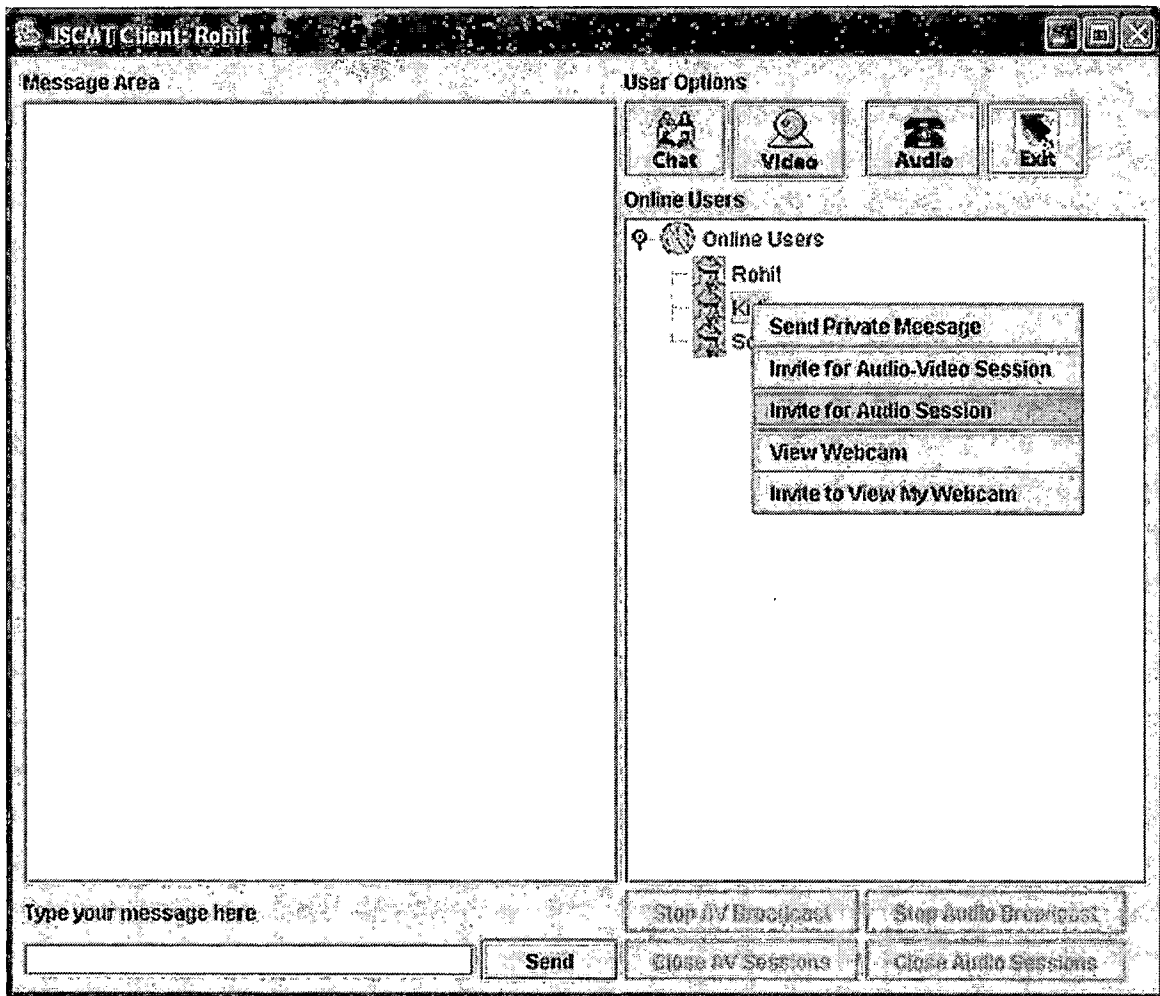 JSCMT Client- Rohit
Message Area
User Options
Chat
Video
Audio
Exit
Online Users
Online Users
Rohit
Send Private Meesage
Invite for Audio-Video Session
Invite for Audio Session
View Webcam
Invite to View My Webcam
Type your message here
Send
Stop AV Broadcast
Stop Audio Broadcast
Close AV Sessions
Close Audio Sessions